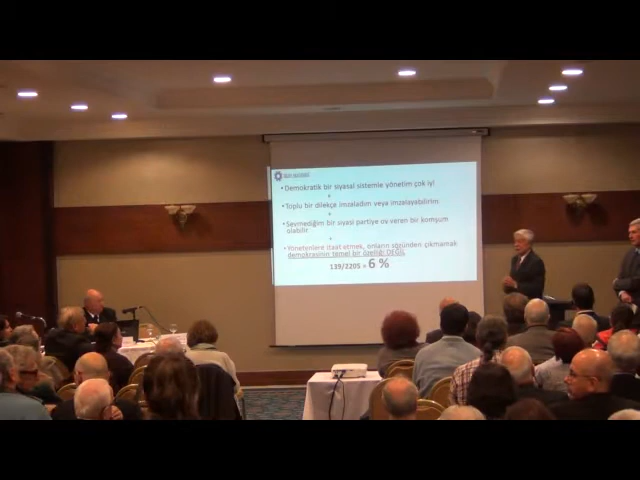 • Demokratik bir siyasal sistemle yönetim çok iyi
+
• Toplu bir dilekçe imzaladım veya imzalayabilirim
+
• Sevmediğim bir siyasi partiye oy veren bir komşum
olabilir
+
• Yönetenlere itaat etmek, onların sözünden çıkmamak
demokrasinin temel bir özelliği DEĞİL
139/2205 = 6 %